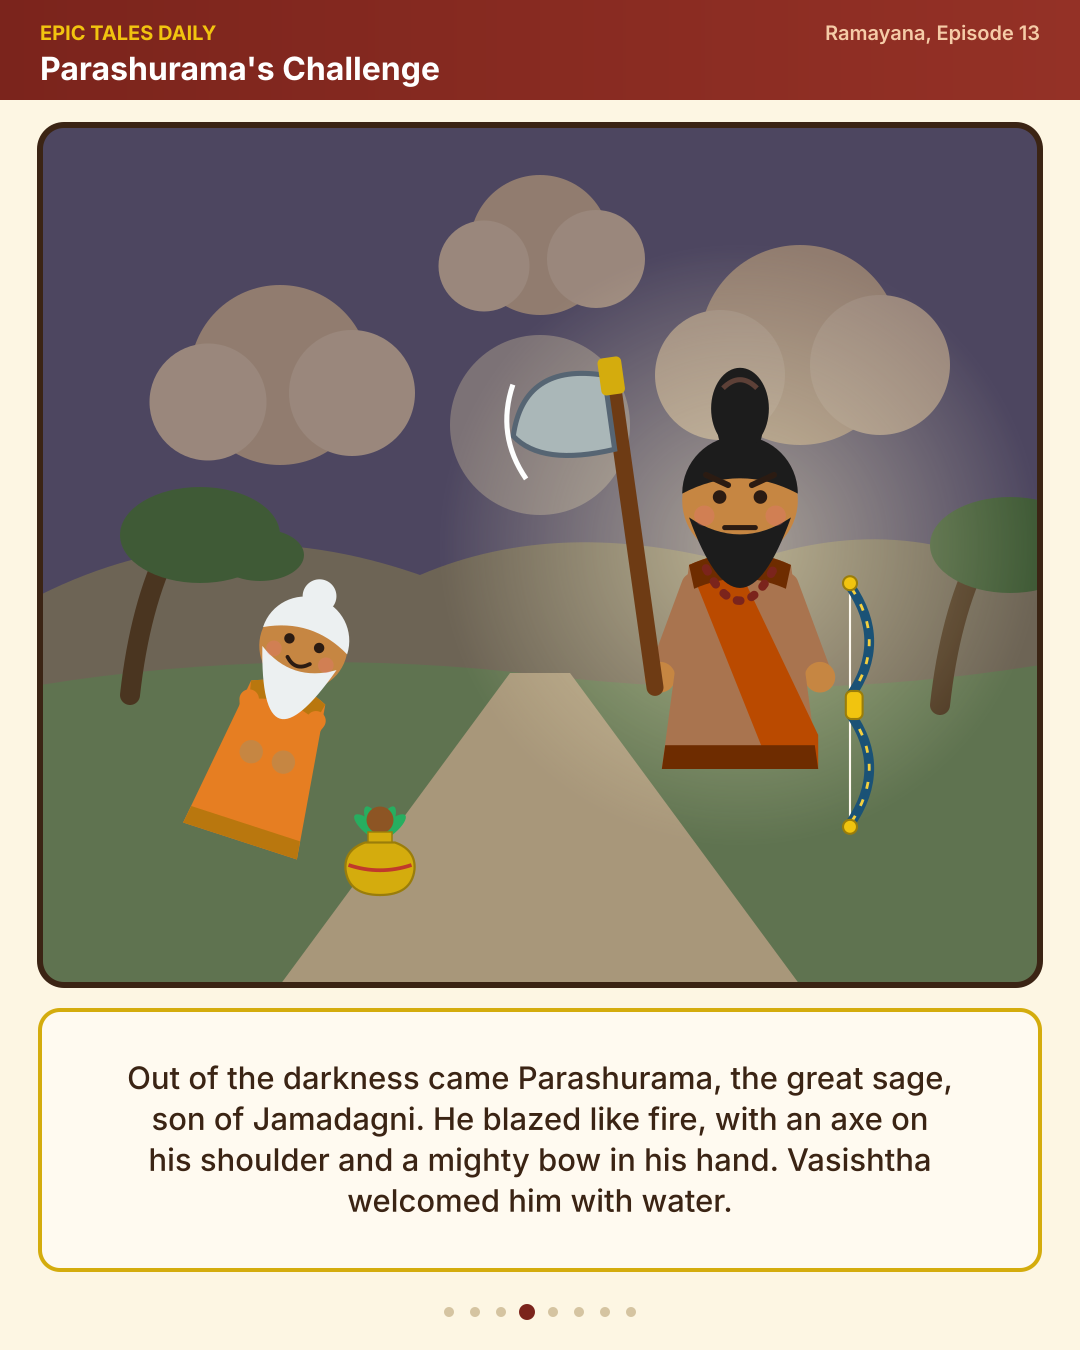 EPIC TALES DAILY
Ramayana, Episode 13
Parashurama's Challenge
Out of the darkness came Parashurama, the great sage,
son of Jamadagni. He blazed like fire, with an axe on
his shoulder and a mighty bow in his hand. Vasishtha
welcomed him with water.